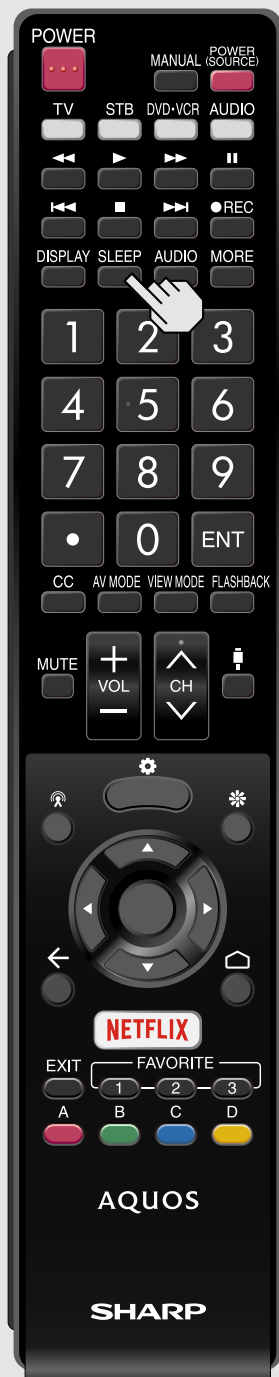 POWER
MANUAL POWER (SOURCE)
TV STB DVD•VCR AUDIO
●REC
DISPLAY SLEEP AUDIO MORE
1 2 3
4 5 6
7 8 9
• 0 ENT
CC AV MODE VIEW MODE FLASHBACK
MUTE + VOL − CH
NETFLIX
EXIT FAVORITE
1 2 3
A B C D
AQUOS
SHARP